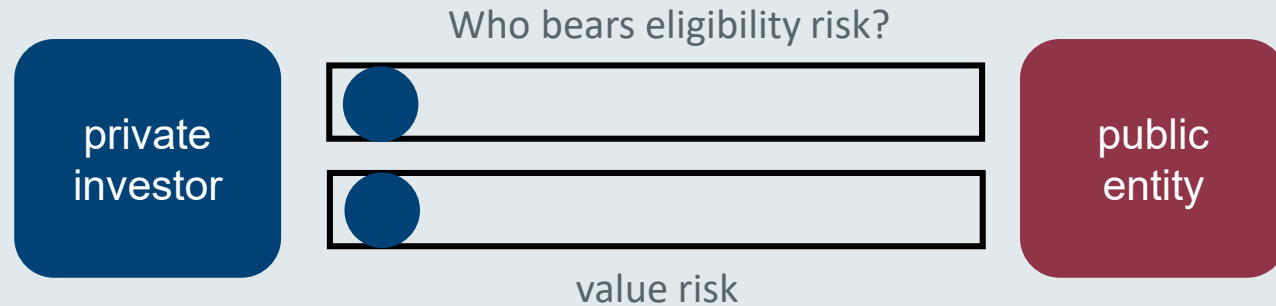 Who bears eligibility risk?
private
investor
public
entity
value risk